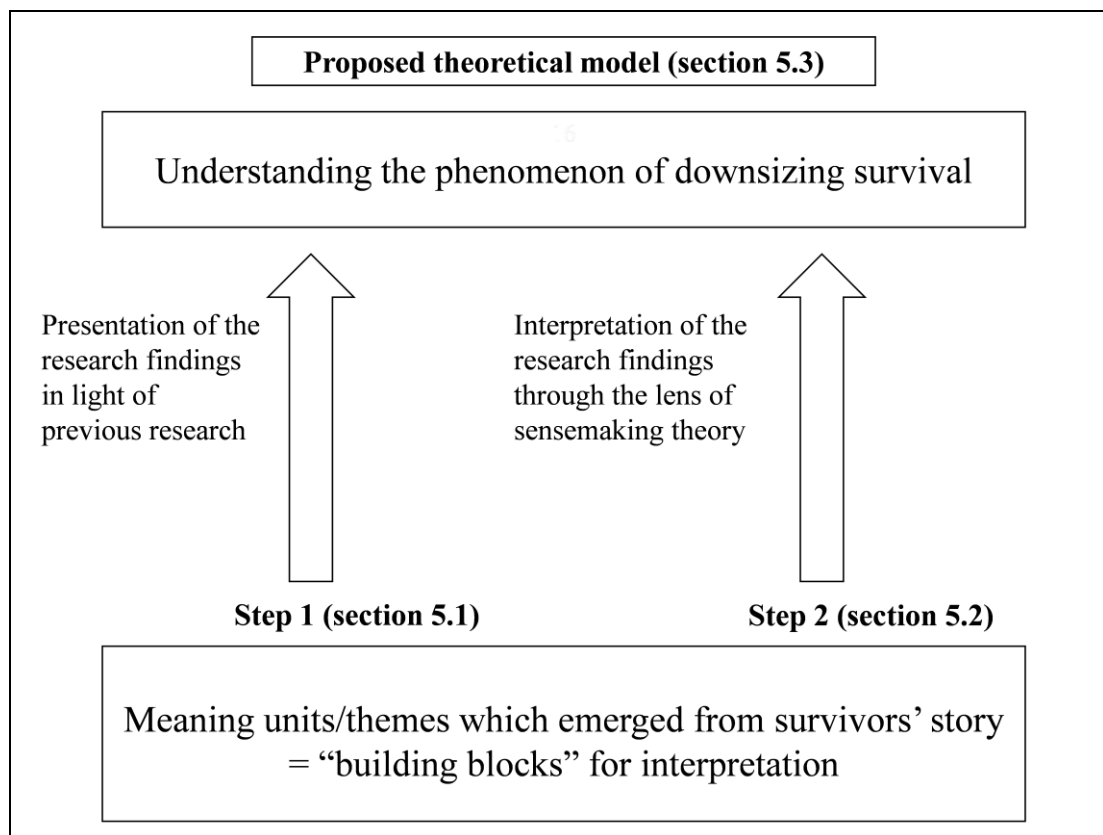 Proposed theoretical model (section 5.3)
Understanding the phenomenon of downsizing survival
Presentation of the
research findings
in light of
previous research
Interpretation of the
research findings
through the lens of
sensemaking theory
Step 1 (section 5.1)
Step 2 (section 5.2)
Meaning units/themes which emerged from survivors’ story
= “building blocks” for interpretation